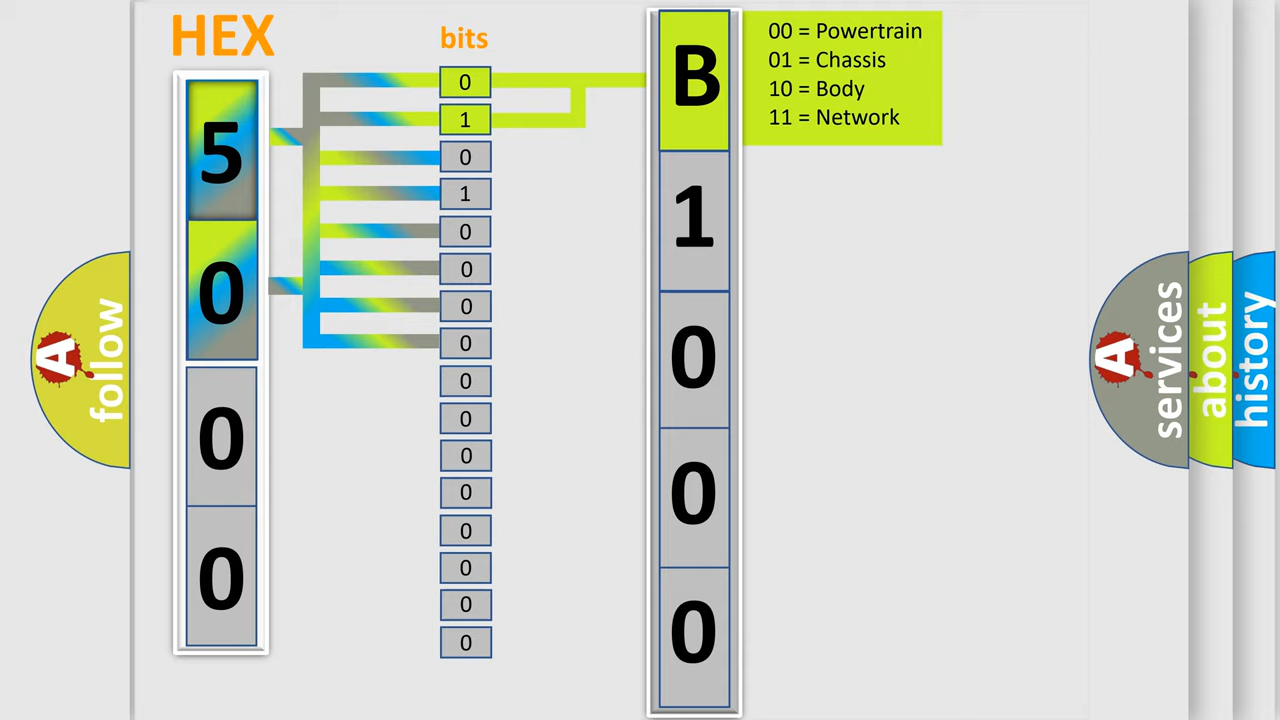 HEX
bits
5
0
0
0
0
1
0
1
0
0
0
0
0
0
0
0
0
0
0
0
B
1
0
0
0
00 = Powertrain
01 = Chassis
10 = Body
11 = Network
A
follow
A
services
about
history